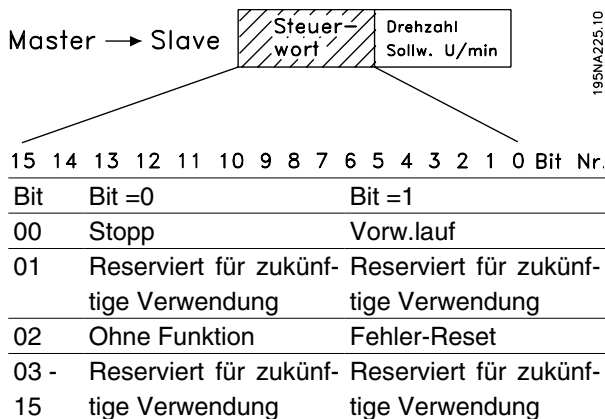 Master → Slave
Steuer- wort
Drehzahl Sollw. U/min
195NA225.10
15 14 13 12 11 10 9 8 7 6 5 4 3 2 1 0 Bit Nr.
Bit Bit =0 Bit =1
00 Stopp Vorw.lauf
01 Reserviert für zukünf- Reserviert für zukünf-
tige Verwendung tige Verwendung
02 Ohne Funktion Fehler-Reset
03 - Reserviert für zukünf- Reserviert für zukünf-
15 tige Verwendung tige Verwendung